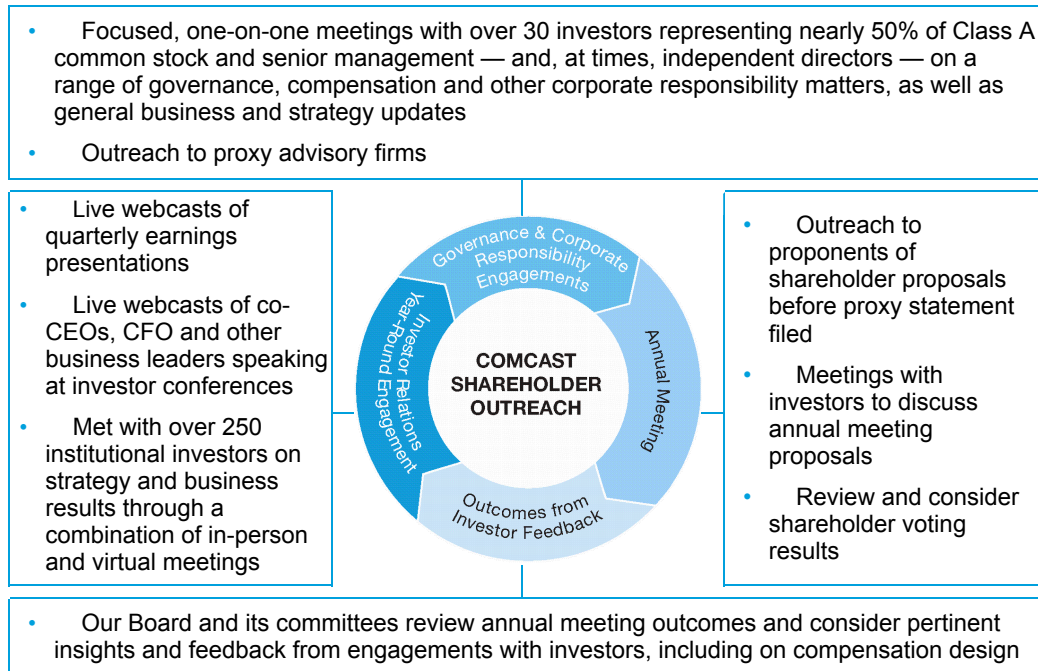 • Focused, one-on-one meetings with over 30 investors representing nearly 50% of Class A
common stock and senior management — and, at times, independent directors — on a
range of governance, compensation and other corporate responsibility matters, as well as
general business and strategy updates
• Outreach to proxy advisory firms
• Live webcasts of
quarterly earnings
presentations
• Live webcasts of co-
CEOs, CFO and other
business leaders speaking
at investor conferences
• Met with over 250
institutional investors on
strategy and business
results through a
combination of in-person
and virtual meetings
Governance & Corporate
Responsibility
Engagements
Investor Relations
Year-Round Engagement
COMCAST
SHAREHOLDER
OUTREACH
Annual Meeting
Outcomes from
Investor Feedback
• Outreach to
proponents of
shareholder proposals
before proxy statement
filed
• Meetings with
investors to discuss
annual meeting
proposals
• Review and consider
shareholder voting
results
• Our Board and its committees review annual meeting outcomes and consider pertinent
insights and feedback from engagements with investors, including on compensation design